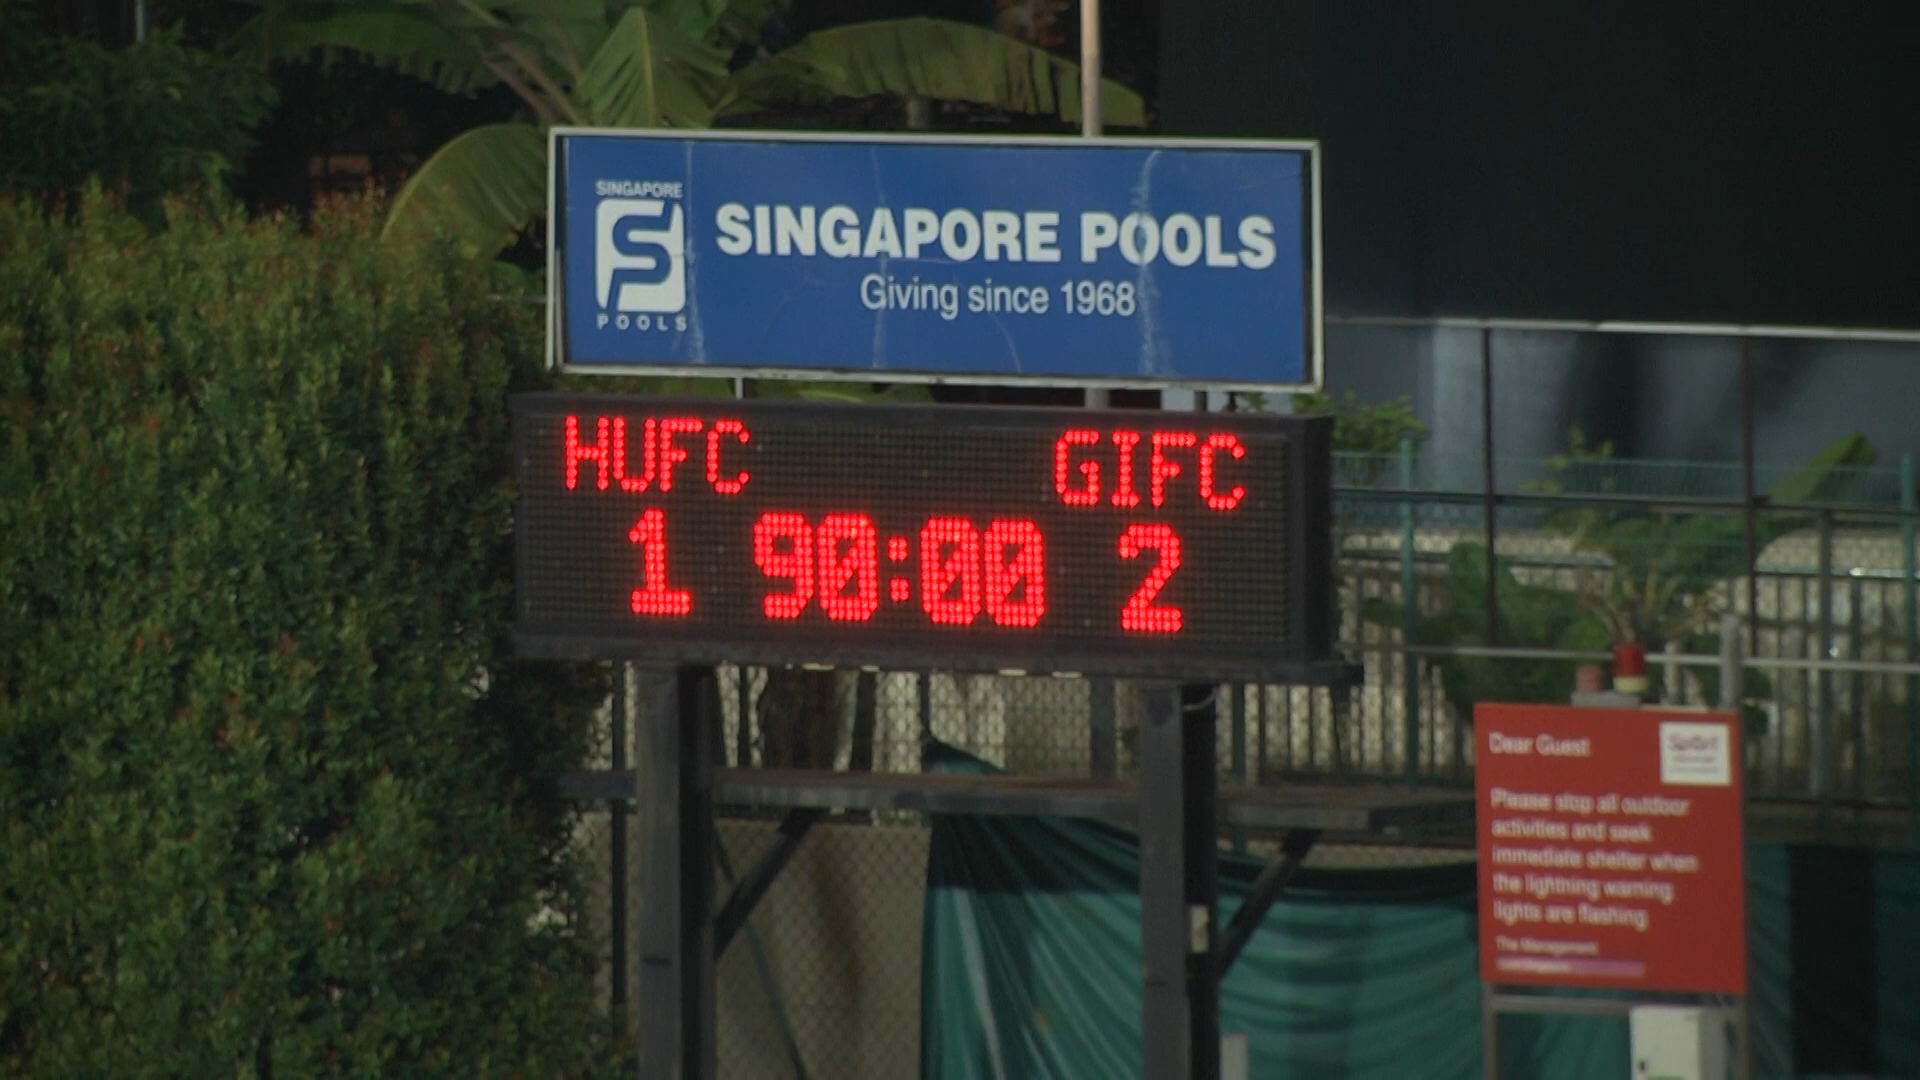 SINGAPORE
POOLS
SINGAPORE POOLS
Giving since 1968
HUFC GIFC
1 90:00 2
Dear Guest
Please stop all outdoor
activities and seek
immediate shelter when
the lightning warning
lights are flashing
The Management